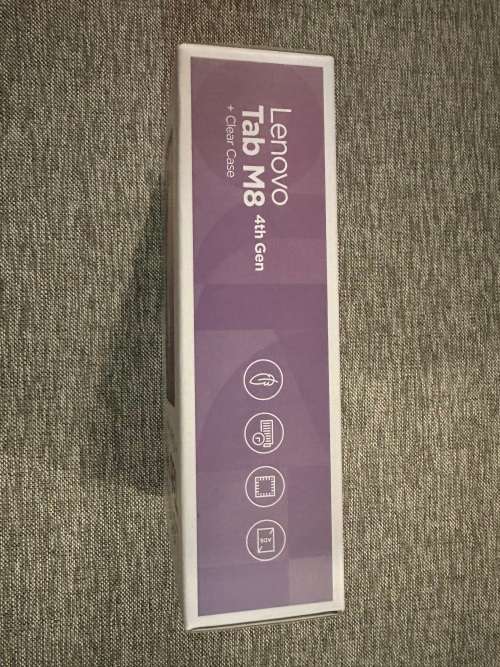 Lenovo
Tab M8 4th Gen
+ Clear Case